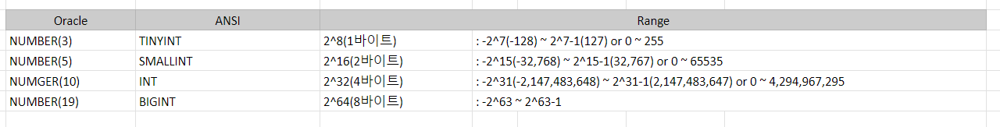 Oracle ANSI Range
NUMBER(3) TINYINT 2^8(1바이트) : -2^7(-128) ~ 2^7-1(127) or 0 ~ 255
NUMBER(5) SMALLINT 2^16(2바이트) : -2^15(-32,768) ~ 2^15-1(32,767) or 0 ~ 65535
NUMGER(10) INT 2^32(4바이트) : -2^31(-2,147,483,648) ~ 2^31-1(2,147,483,647) or 0 ~ 4,294,967,295
NUMBER(19) BIGINT 2^64(8바이트) : -2^63 ~ 2^63-1